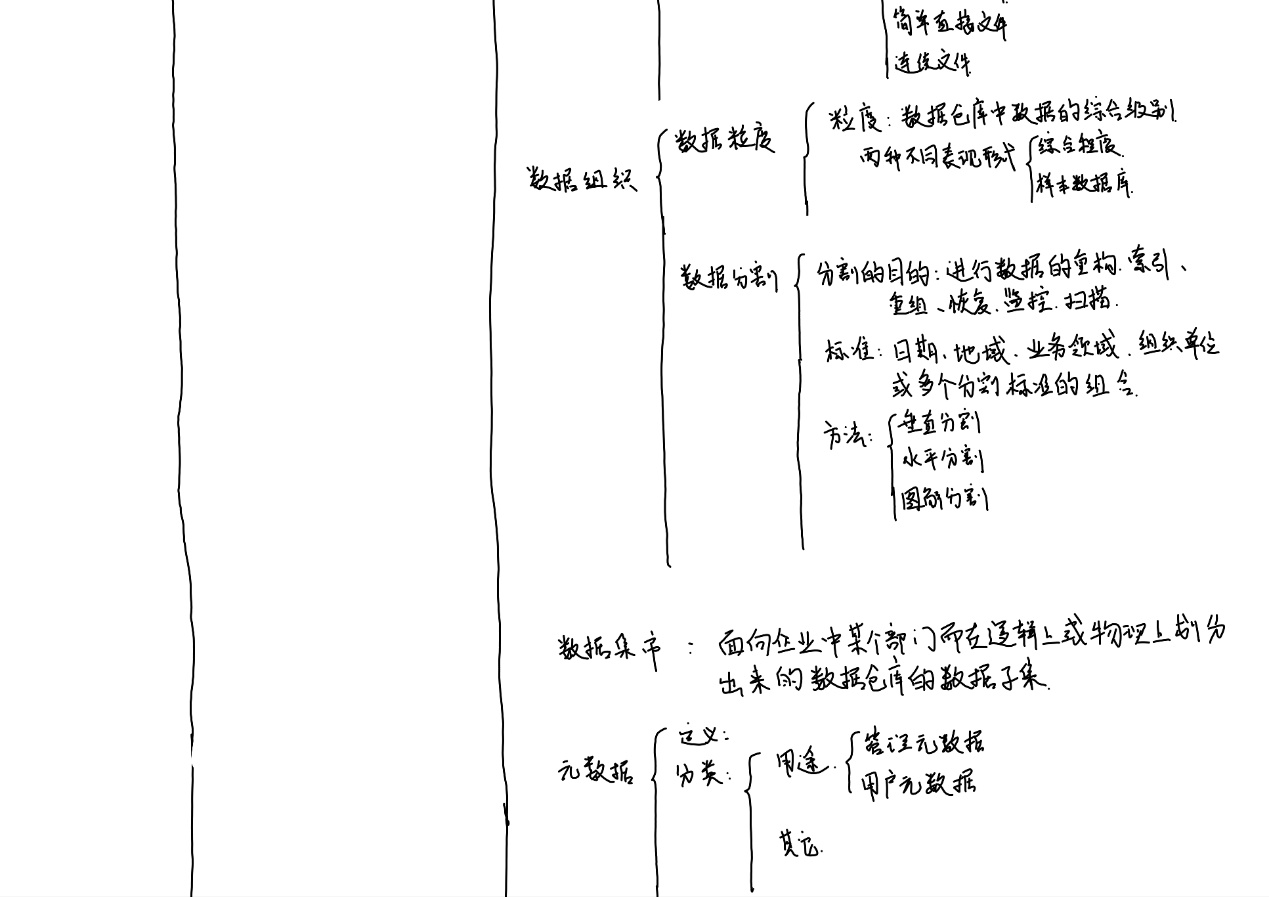 简单直接文件
连续文件
数据组织
数据粒度
粒度：数据仓库中数据的综合级别.
两种不同表现形式
综合粒度.
样本数据库.
数据分割
分割的目的：进行数据的重构.索引、
重组、恢复.监控.扫描.
标准：日期、地域、业务领域.组织单位
或多个分割标准的组合.
方法：
垂直分割
水平分割
图解分割
数据集市：面向企业中某个部门而在逻辑上或物理上划分
出来的数据仓库的数据子集.
元数据
定义：
分类：
用途.
管理元数据
用户元数据
其它.